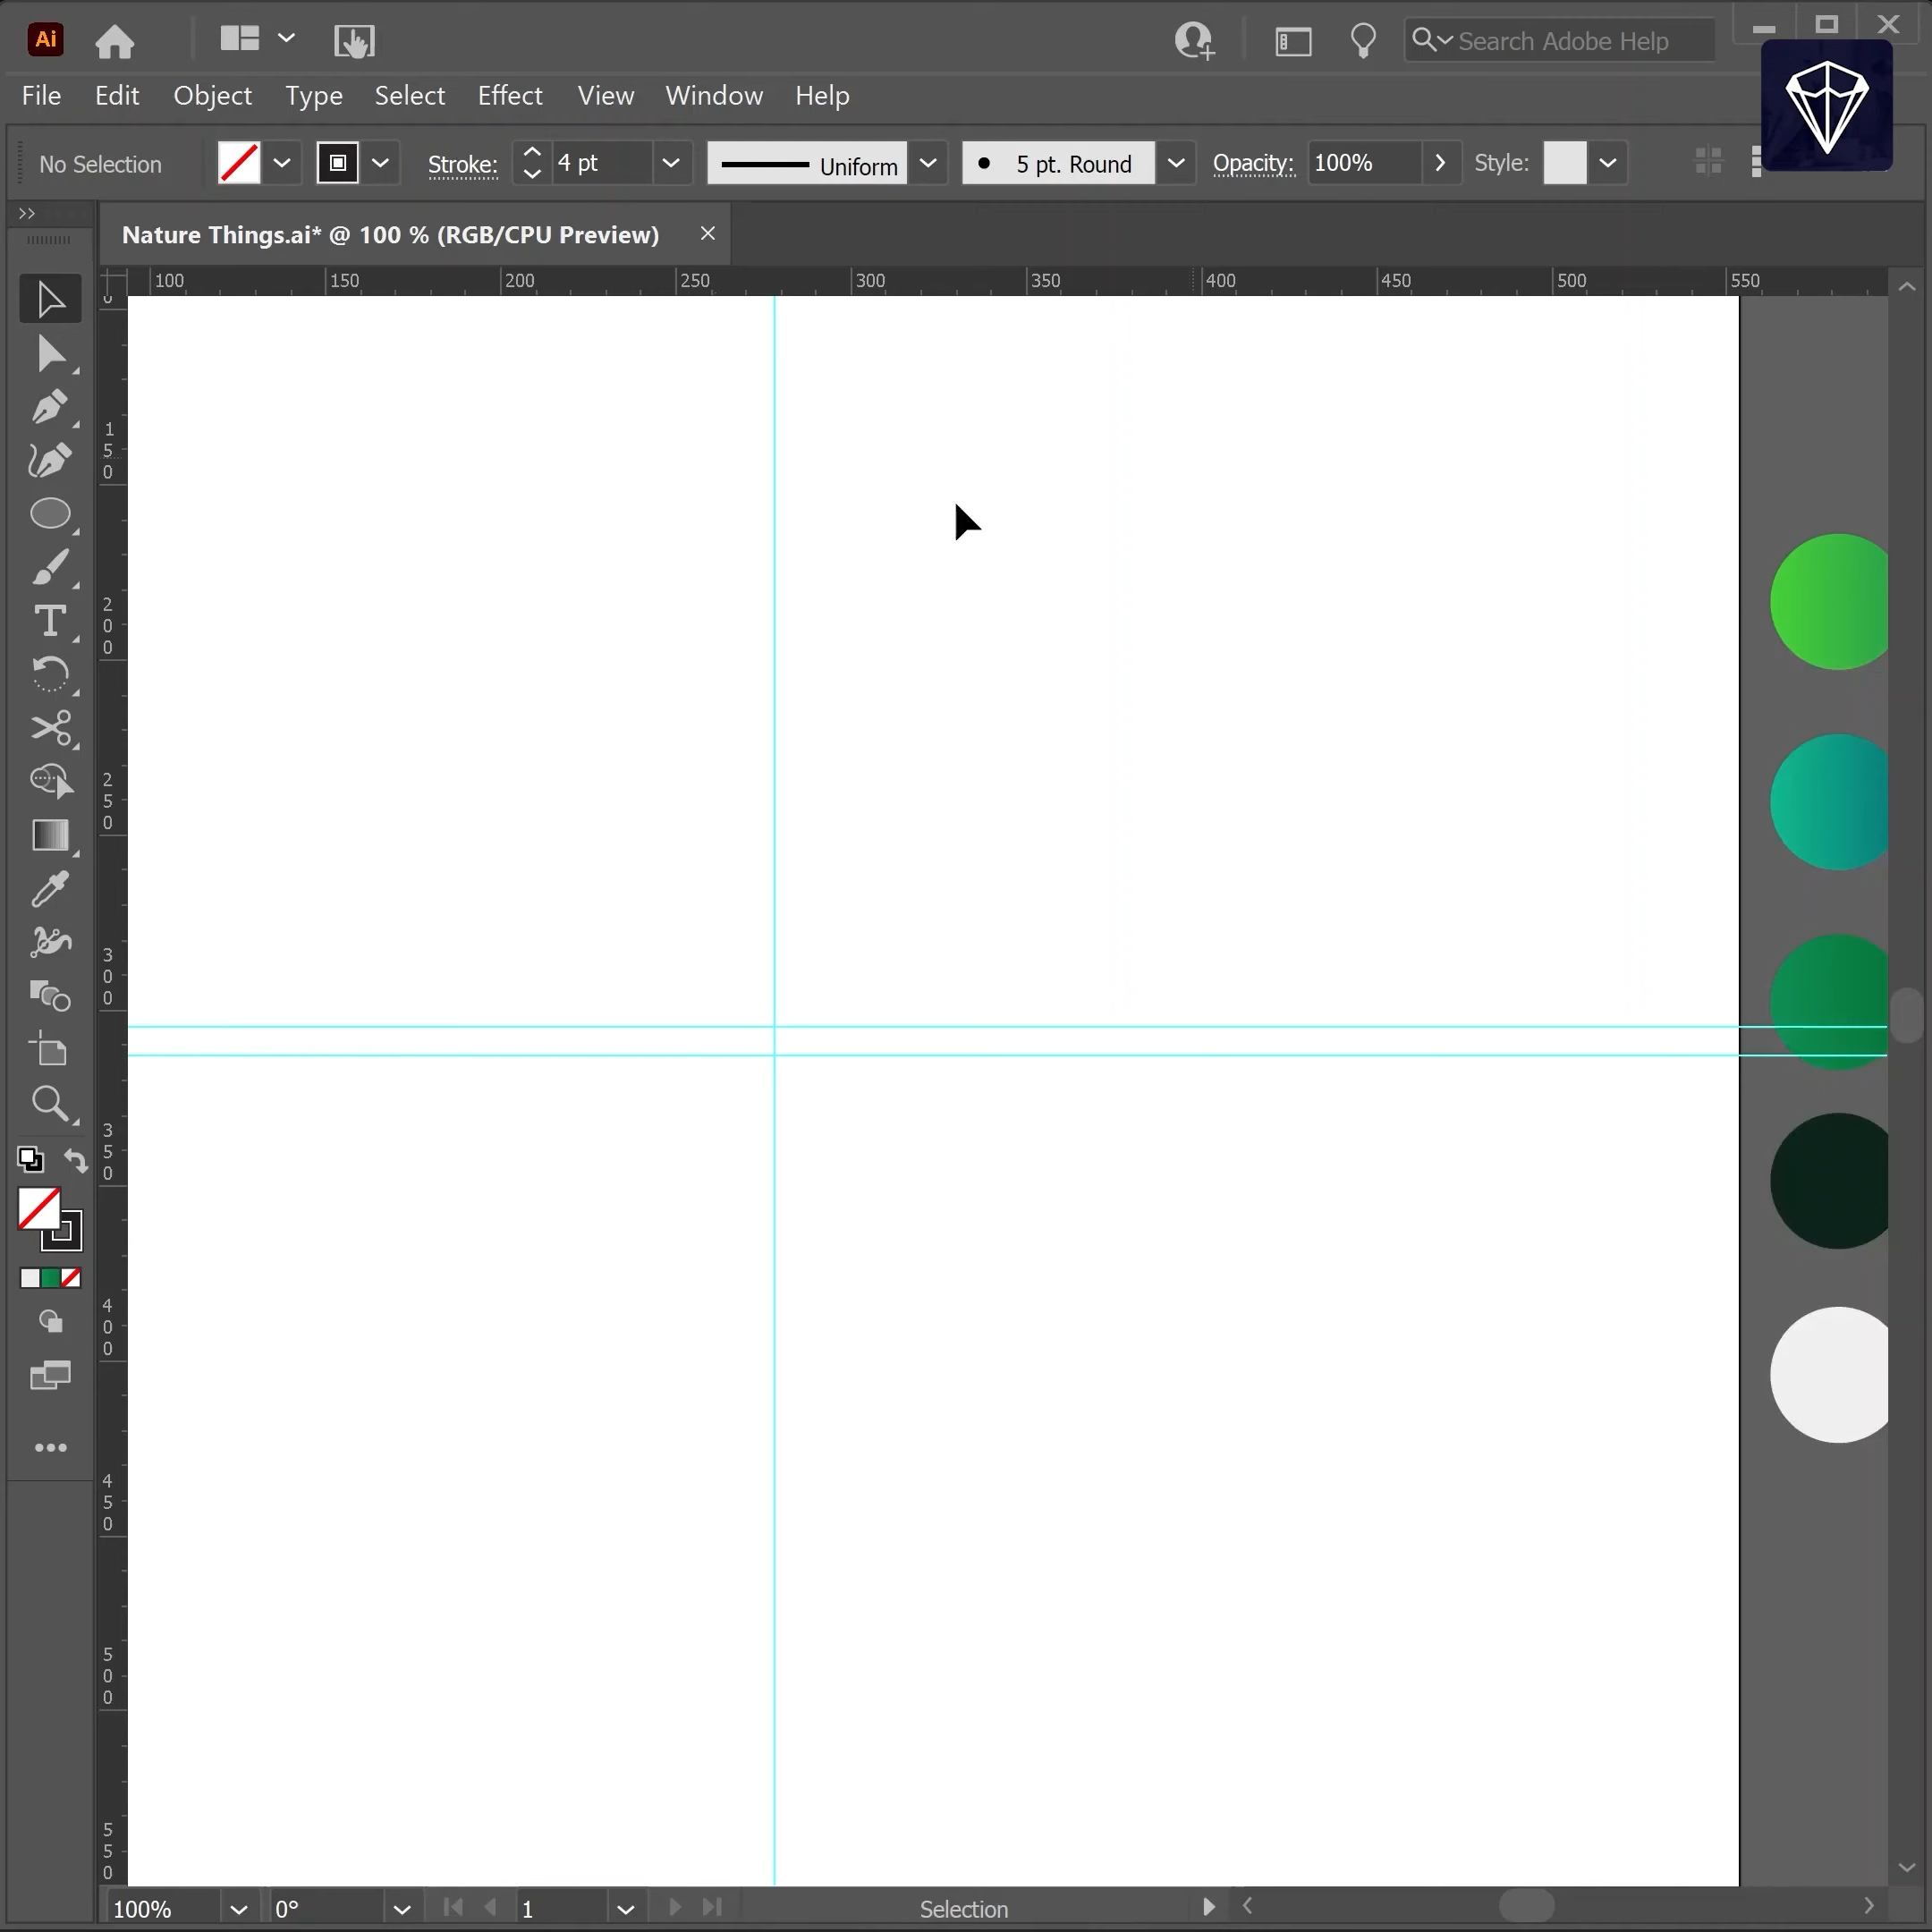 Ai
Search Adobe Help
File Edit Object Type Select Effect View Window Help
No Selection Stroke: 4 pt Uniform 5 pt. Round Opacity: 100% Style:
Nature Things.ai* @ 100 % (RGB/CPU Preview)
100 150 200 250 300 350 400 450 500 550
0
150
200
250
300
350
400
450
500
550
100% 0° 1 Selection